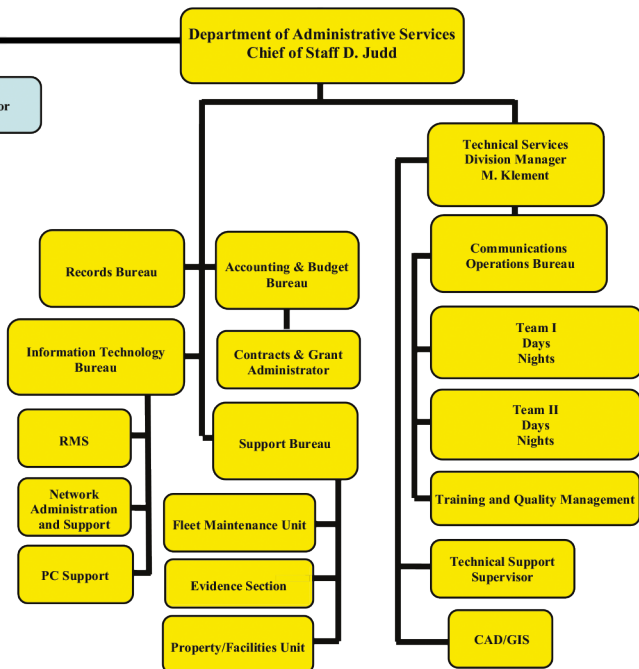 Department of Administrative Services
Chief of Staff D. Judd
or
Technical Services
Division Manager
M. Klement
Records Bureau
Accounting & Budget
Bureau
Communications
Operations Bureau
Information Technology
Bureau
Contracts & Grant
Administrator
Team I
Days
Nights
RMS
Support Bureau
Team II
Days
Nights
Network
Administration
and Support
Fleet Maintenance Unit
Training and Quality Management
PC Support
Evidence Section
Technical Support
Supervisor
Property/Facilities Unit
CAD/GIS